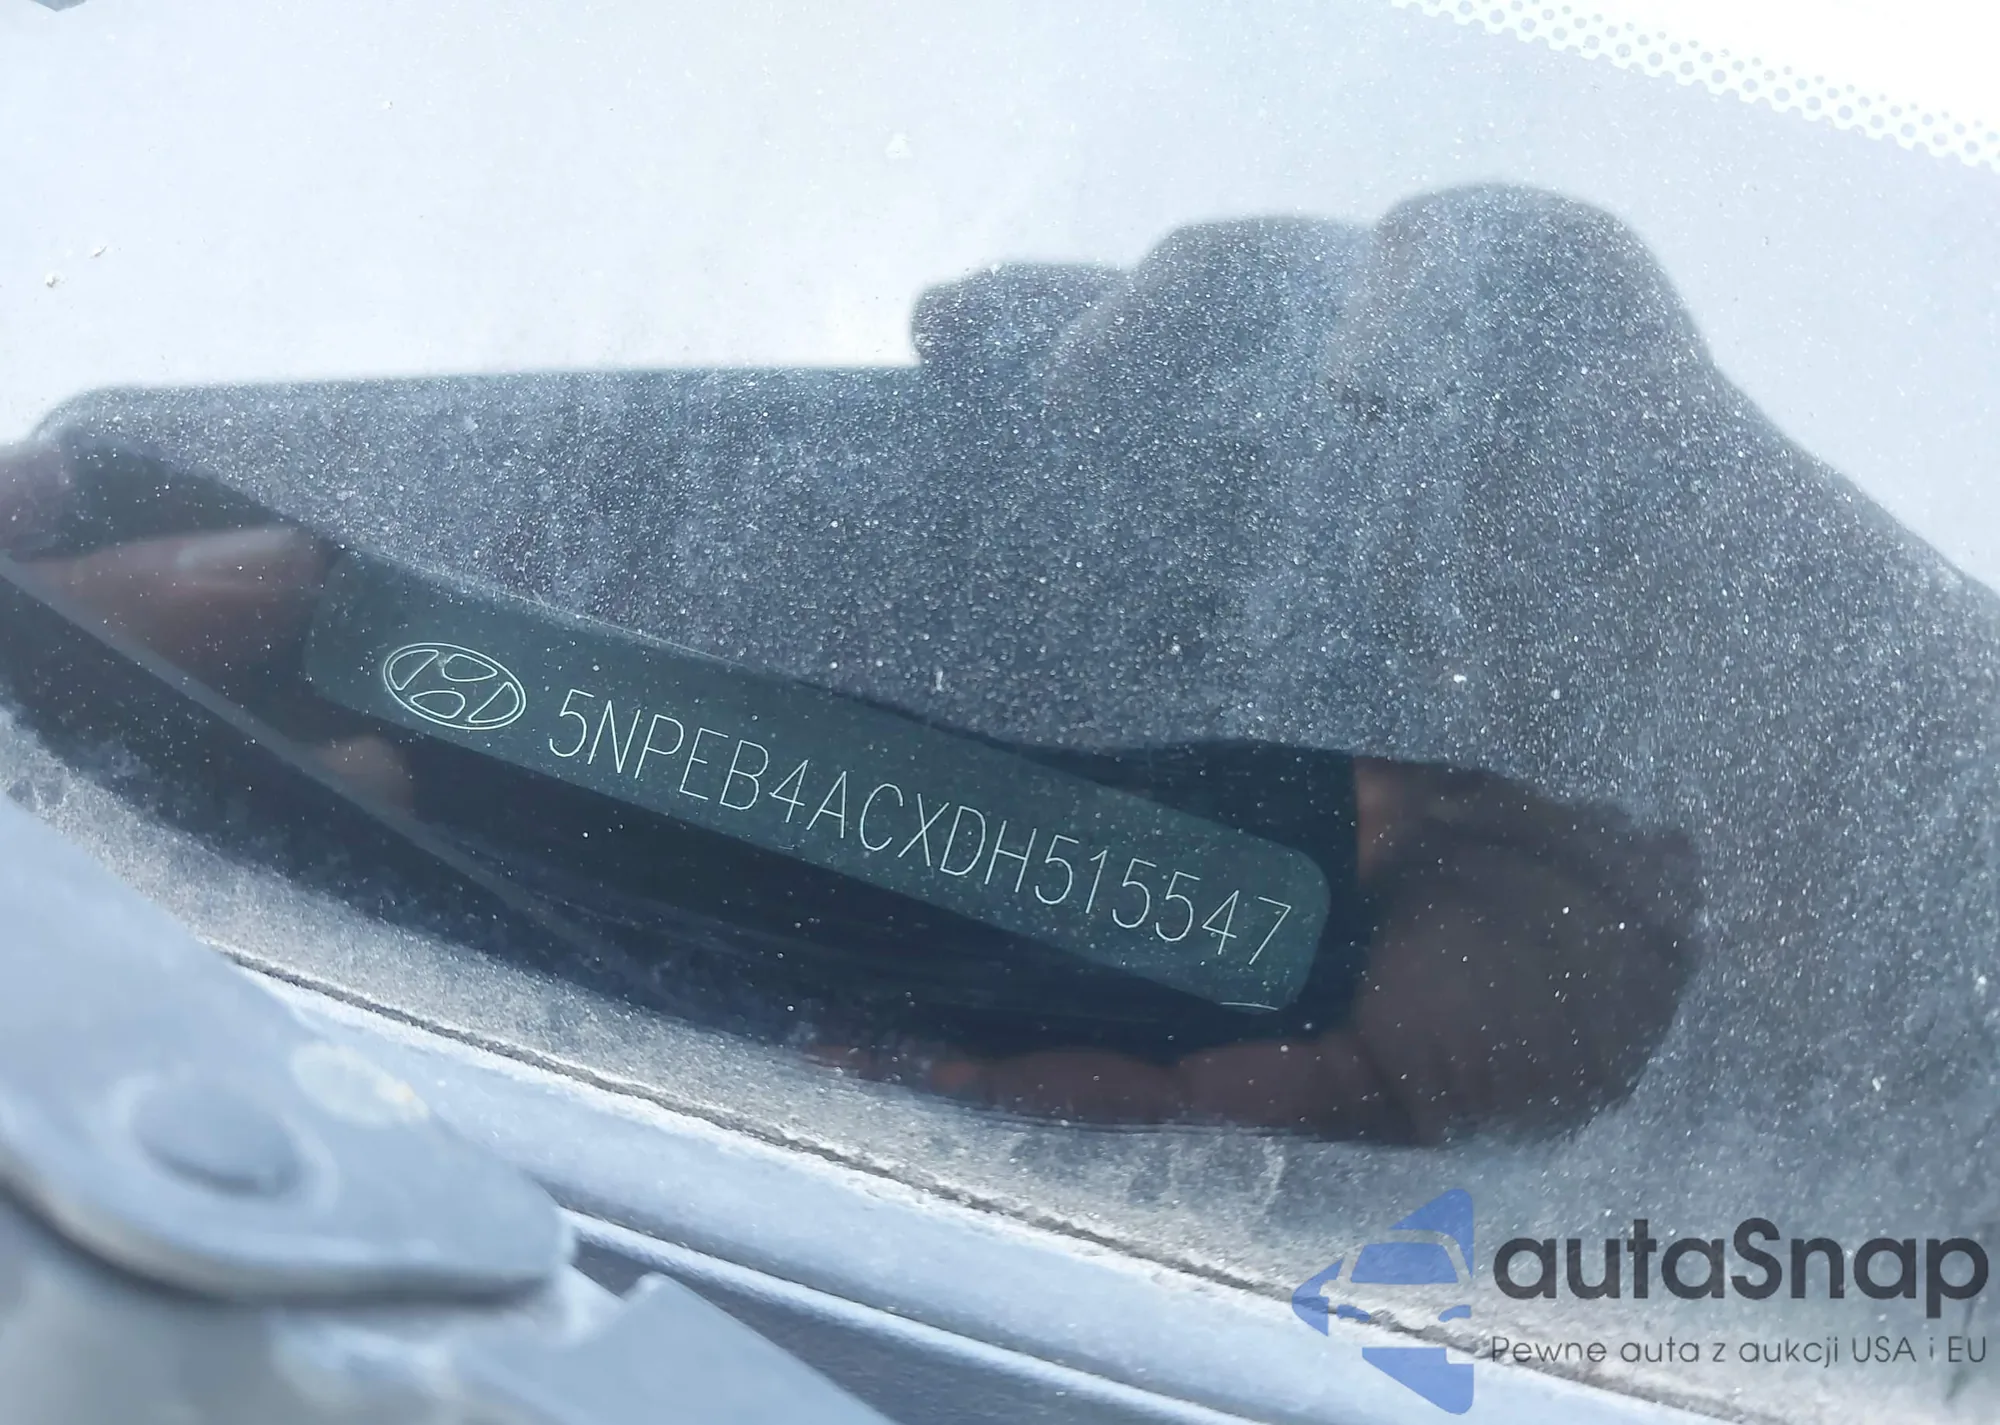 5NPEB4ACXDH515547
autaSnap
Pewne auta z aukcji USA i EU